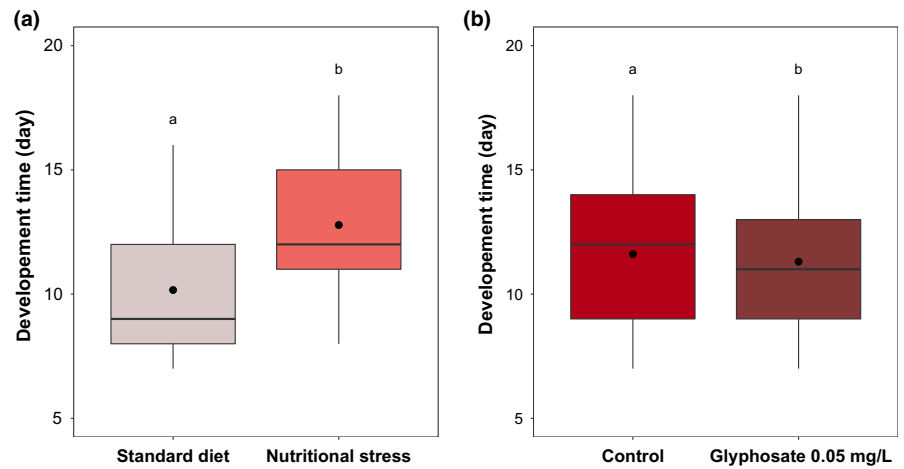 (a)
Developement time (day)
20
15
10
5
a
b
Standard diet
Nutritional stress
(b)
Developement time (day)
20
15
10
5
a
b
Control
Glyphosate 0.05 mg/L